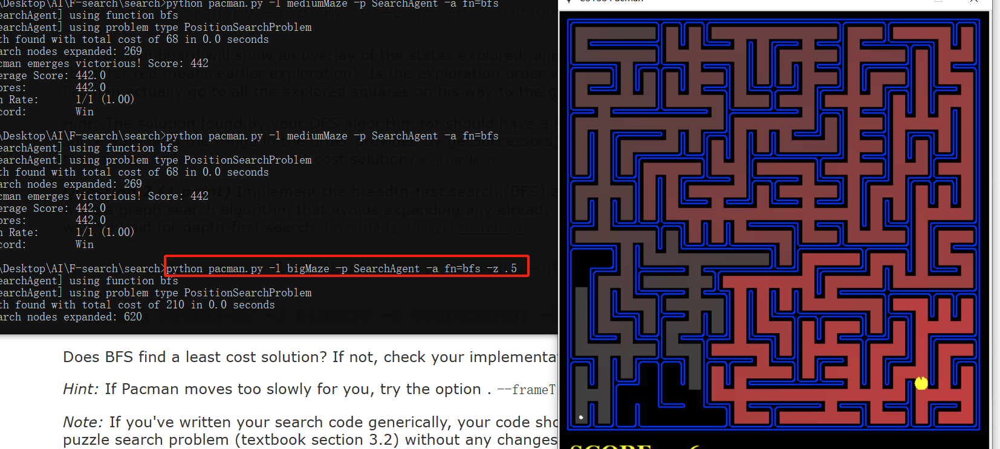 \Desktop\AI\F-search\search>python pacman.py -l mediumMaze -p SearchAgent -a fn=bfs
earchAgent] using function bfs
earchAgent] using problem type PositionSearchProblem
th found with total cost of 68 in 0.0 seconds
arch nodes expanded: 269
cman emerges victorious! Score: 442
erage Score: 442.0
ores:        442.0
n Rate:      1/1 (1.00)
cord:        Win
\Desktop\AI\F-search\search>python pacman.py -l mediumMaze -p SearchAgent -a fn=bfs
earchAgent] using function bfs
earchAgent] using problem type PositionSearchProblem
th found with total cost of 68 in 0.0 seconds
arch nodes expanded: 269
cman emerges victorious! Score: 442
erage Score: 442.0
ores:        442.0
n Rate:      1/1 (1.00)
cord:        Win
\Desktop\AI\F-search\search>python pacman.py -l bigMaze -p SearchAgent -a fn=bfs -z .5
earchAgent] using function bfs
earchAgent] using problem type PositionSearchProblem
th found with total cost of 210 in 0.0 seconds
arch nodes expanded: 620
Does BFS find a least cost solution? If not, check your implementa
Hint: If Pacman moves too slowly for you, try the option . --frameT
Note: If you've written your search code generically, your code sho
puzzle search problem (textbook section 3.2) without any changes